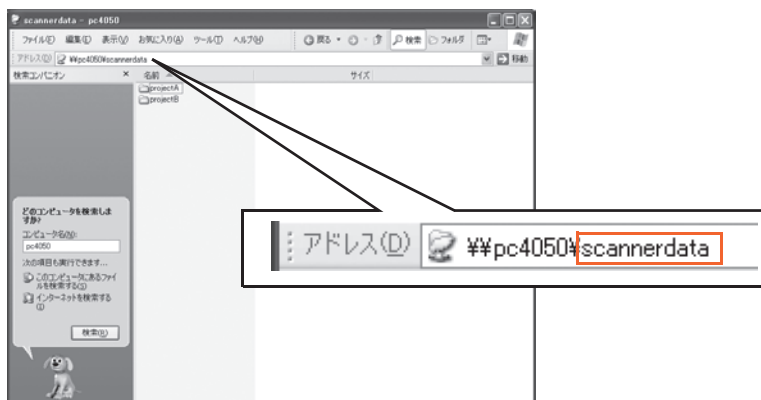 scannerdata - pc4050
ファイル(F) 編集(E) 表示(V) お気に入り(A) ツール(T) ヘルプ(H) 戻る 検索 フォルダ
アドレス(D) ¥¥pc4050¥scannerdata 移動
検索コンパニオン × 名前 サイズ
projectA
projectB
どのコンピュータを検索しま
すか?
コンピュータ名(N):
pc4050
次の項目も実行できます...
このコンピュータにあるファイ
ルを検索する(S)
インターネットを検索する
(I)
検索(R)
アドレス(D) ¥¥pc4050¥scannerdata